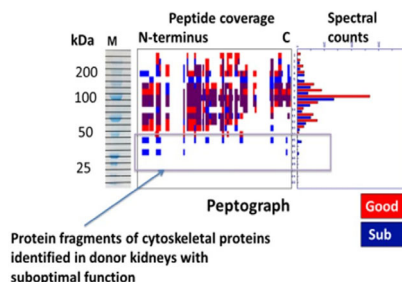 Peptide coverage
Spectral counts
kDa M N-terminus C
200
100
50
25
Peptograph
Good
Sub
Protein fragments of cytoskeletal proteins
identified in donor kidneys with
suboptimal function